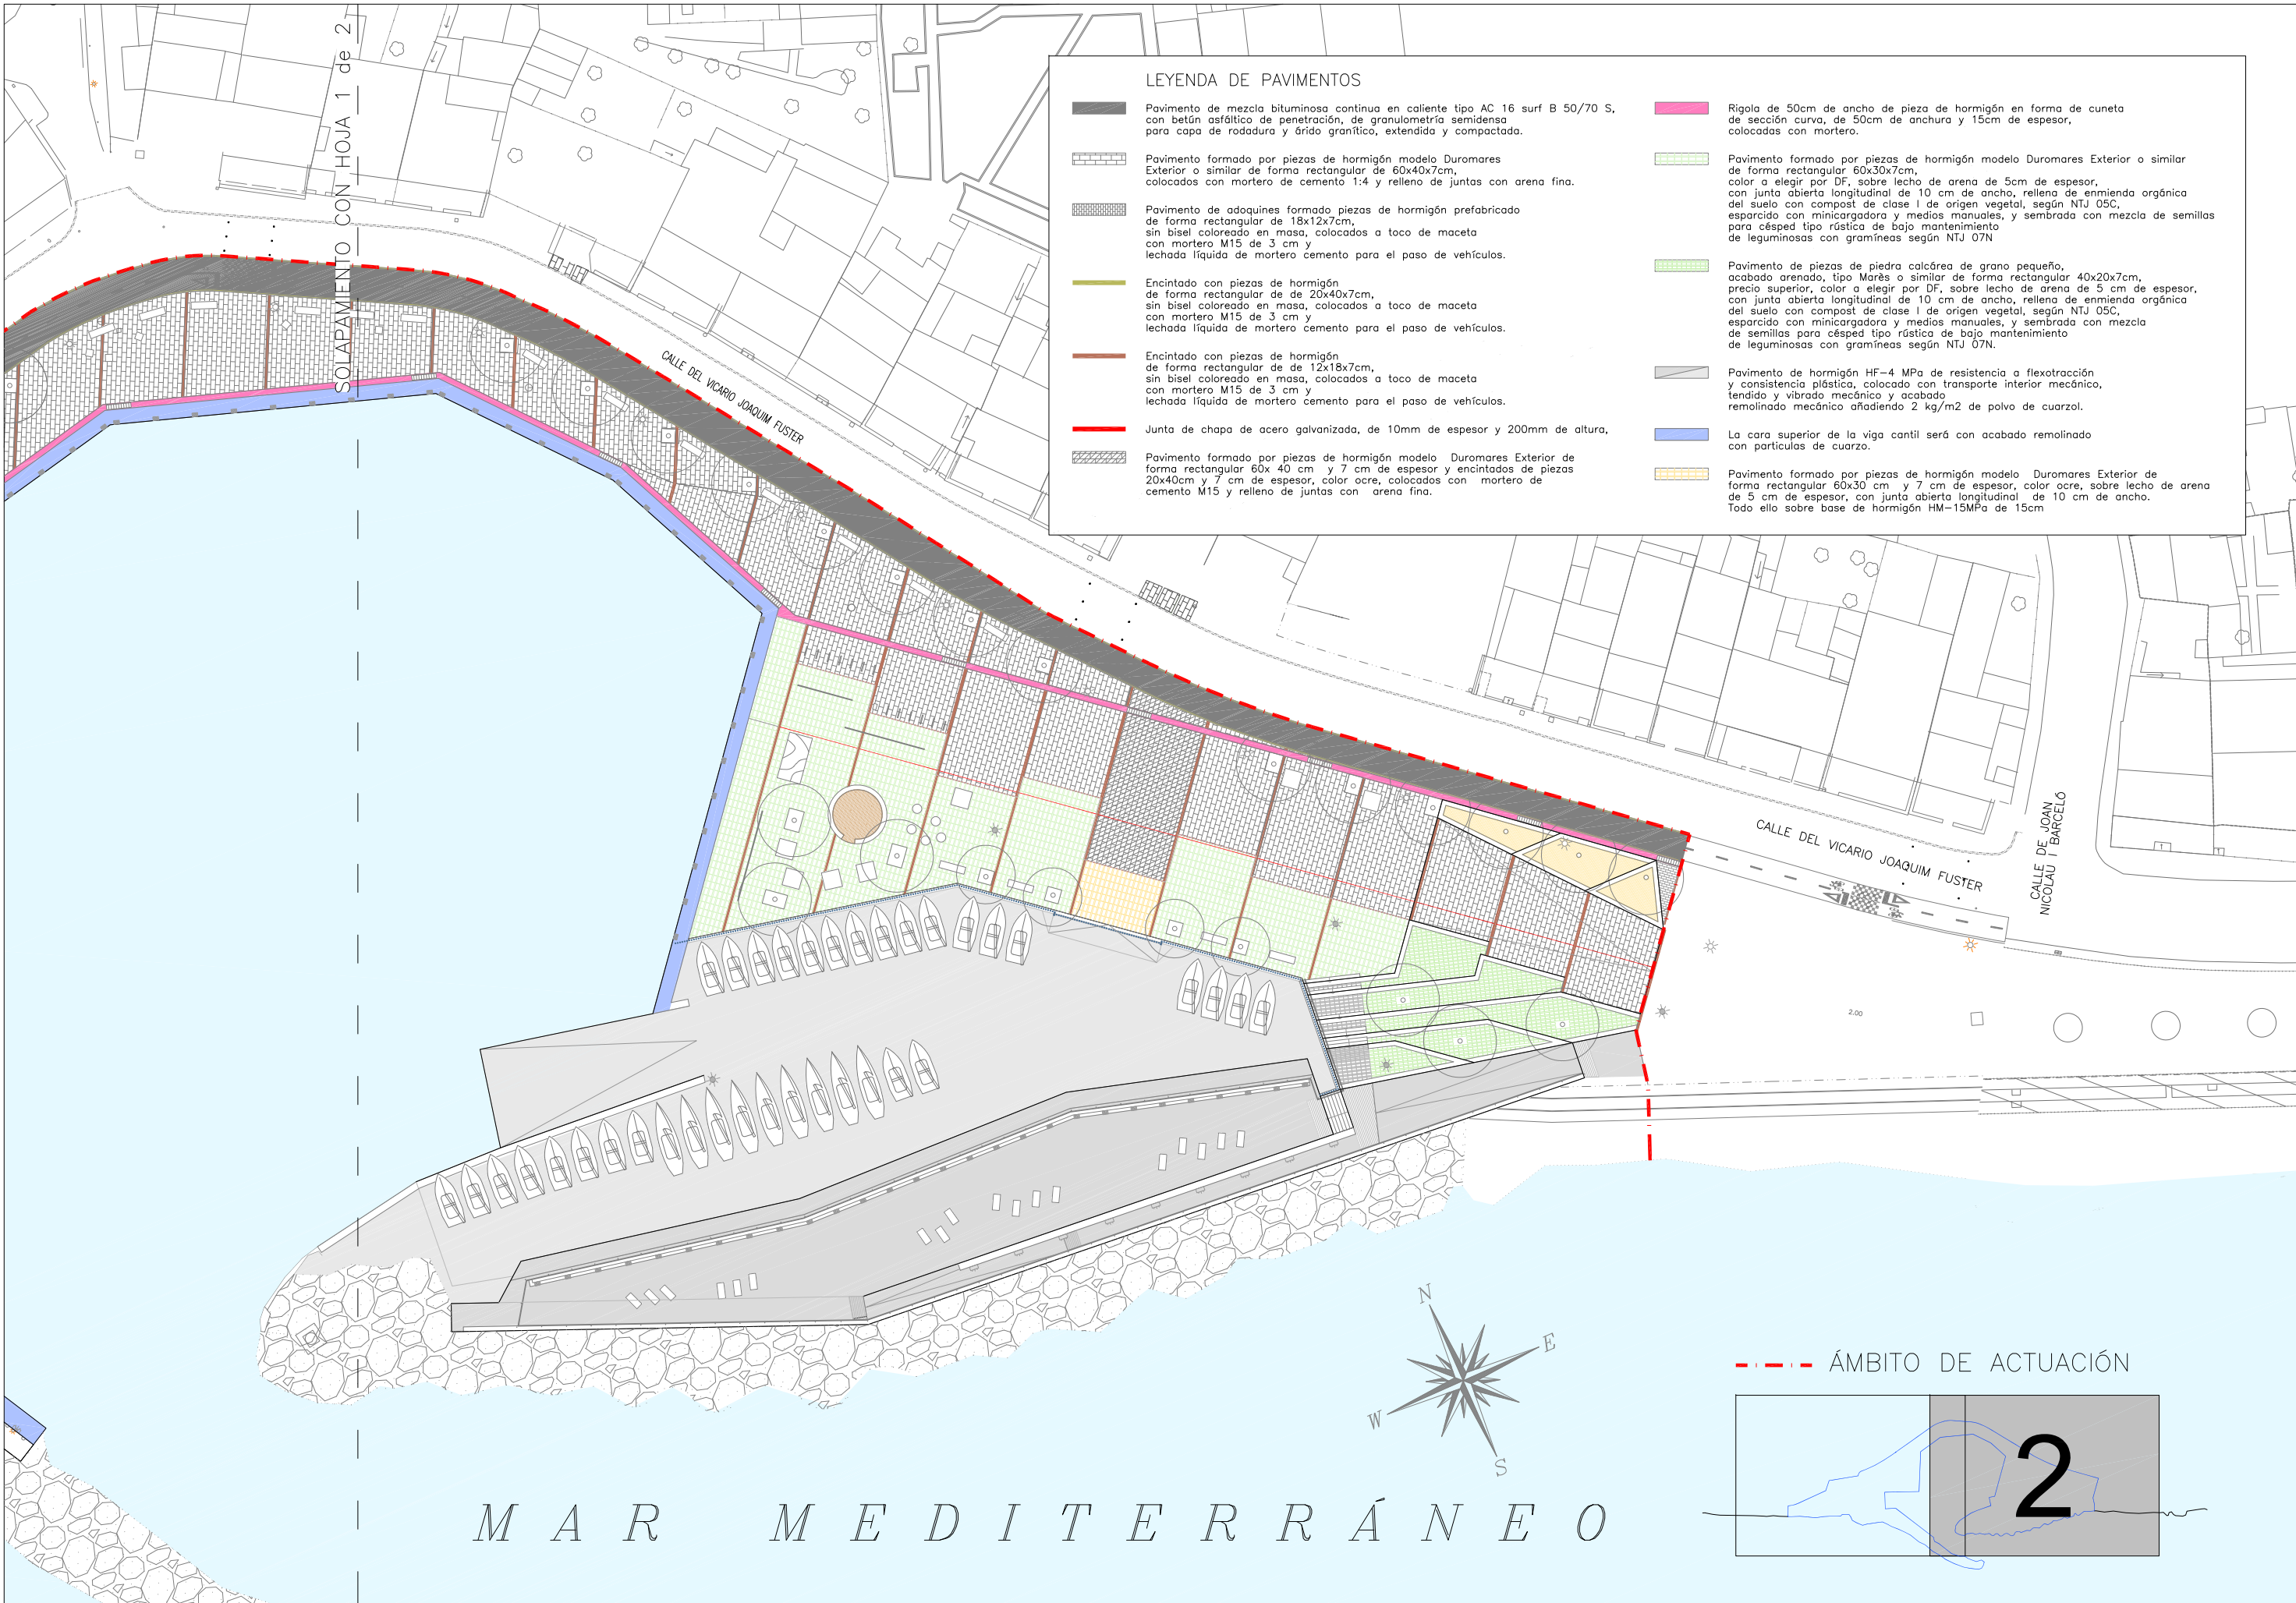 SOLAPAMIENTO CON HOJA 1 de 2
LEYENDA DE PAVIMENTOS
Pavimento de mezcla bituminosa continua en caliente tipo AC 16 surf B 50/70 S,
con betún asfáltico de penetración, de granulometría semidensa
para capa de rodadura y árido granítico, extendida y compactada.
Pavimento formado por piezas de hormigón modelo Duromares
Exterior o similar de forma rectangular de 60x40x7cm,
colocados con mortero de cemento 1:4 y relleno de juntas con arena fina.
Pavimento de adoquines formado piezas de hormigón prefabricado
de forma rectangular de 18x12x7cm,
sin bisel coloreado en masa, colocados a toco de maceta
con mortero M15 de 3 cm y
lechada líquida de mortero cemento para el paso de vehículos.
Encintado con piezas de hormigón
de forma rectangular de de 20x40x7cm,
sin bisel coloreado en masa, colocados a toco de maceta
con mortero M15 de 3 cm y
lechada líquida de mortero cemento para el paso de vehículos.
Encintado con piezas de hormigón
de forma rectangular de de 12x18x7cm,
sin bisel coloreado en masa, colocados a toco de maceta
con mortero M15 de 3 cm y
lechada líquida de mortero cemento para el paso de vehículos.
Junta de chapa de acero galvanizada, de 10mm de espesor y 200mm de altura,
Pavimento formado por piezas de hormigón modelo Duromares Exterior de
forma rectangular 60x 40 cm y 7 cm de espesor y encintados de piezas
20x40cm y 7 cm de espesor, color ocre, colocados con mortero de
cemento M15 y relleno de juntas con arena fina.
Rigola de 50cm de ancho de pieza de hormigón en forma de cuneta
de sección curva, de 50cm de anchura y 15cm de espesor,
colocadas con mortero.
Pavimento formado por piezas de hormigón modelo Duromares Exterior o similar
de forma rectangular 60x30x7cm,
color a elegir por DF, sobre lecho de arena de 5cm de espesor,
con junta abierta longitudinal de 10 cm de ancho, rellena de enmienda orgánica
del suelo con compost de clase I de origen vegetal, según NTJ 05C,
esparcido con minicargadora y medios manuales, y sembrada con mezcla de semillas
para césped tipo rústica de bajo mantenimiento
de leguminosas con gramíneas según NTJ 07N
Pavimento de piezas de piedra calcárea de grano pequeño,
acabado arenado, tipo Marès o similar de forma rectangular 40x20x7cm,
precio superior, color a elegir por DF, sobre lecho de arena de 5 cm de espesor,
con junta abierta longitudinal de 10 cm de ancho, rellena de enmienda orgánica
del suelo con compost de clase I de origen vegetal, según NTJ 05C,
esparcido con minicargadora y medios manuales, y sembrada con mezcla
de semillas para césped tipo rústica de bajo mantenimiento
de leguminosas con gramíneas según NTJ 07N.
Pavimento de hormigón HF-4 MPa de resistencia a flexotracción
y consistencia plástica, colocado con transporte interior mecánico,
tendido y vibrado mecánico y acabado
remolinado mecánico añadiendo 2 kg/m2 de polvo de cuarzol.
La cara superior de la viga cantil será con acabado remolinado
con particulas de cuarzo.
Pavimento formado por piezas de hormigón modelo Duromares Exterior de
forma rectangular 60x30 cm y 7 cm de espesor, color ocre, sobre lecho de arena
de 5 cm de espesor, con junta abierta longitudinal de 10 cm de ancho.
Todo ello sobre base de hormigón HM-15MPa de 15cm
CALLE DEL VICARIO JOAQUIM FUSTER
CALLE DEL VICARIO JOAQUIM FUSTER
CALLE DE JOAN
NICOLAU I BARCELÓ
2.00
N
E
W
S
ÁMBITO DE ACTUACIÓN
2
MAR MEDITERRÁNEO